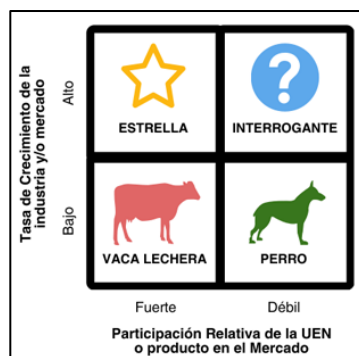 Tasa de Crecimiento de la
industria y/o mercado
Alto
Bajo
?
ESTRELLA
INTERROGANTE
VACA LECHERA
PERRO
Fuerte
Débil
Participación Relativa de la UEN
o producto en el Mercado